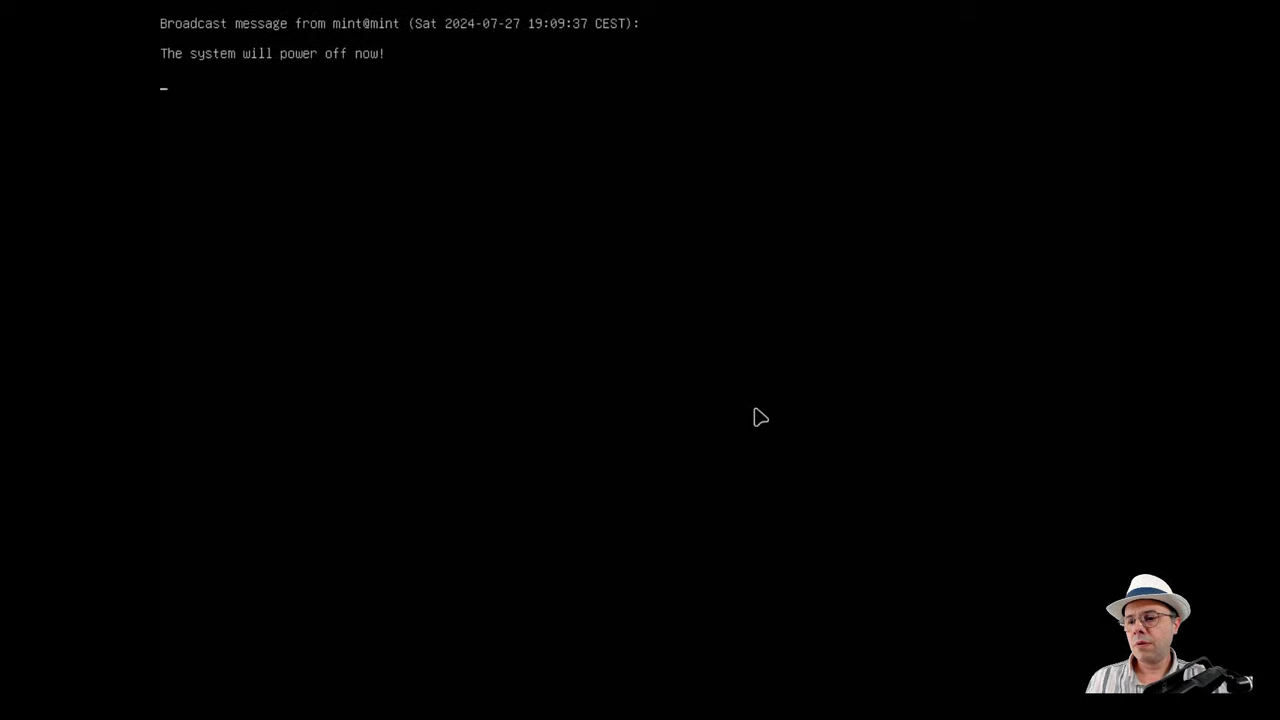 Broadcast message from mint@mint (Sat 2024-07-27 19:09:37 CEST):
The system will power off now!